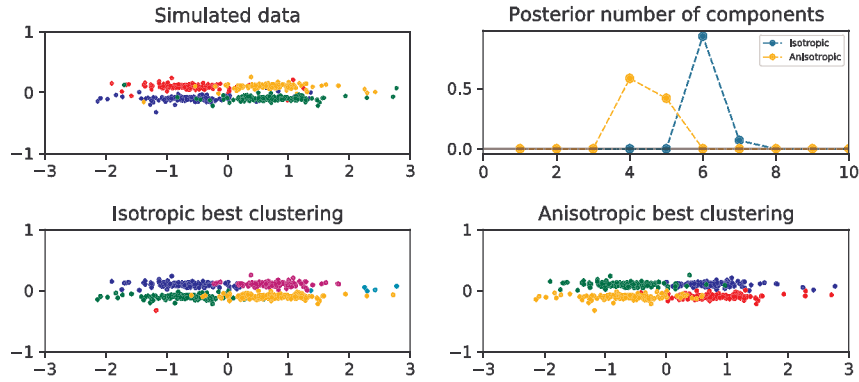 Simulated data
Posterior number of components
1
0
−1
−3 −2 −1 0 1 2 3
Isotropic
Anisotropic
0.5
0.0
0 2 4 6 8 10
Isotropic best clustering
Anisotropic best clustering
1
0
−1
−3 −2 −1 0 1 2 3
1
0
−1
−3 −2 −1 0 1 2 3